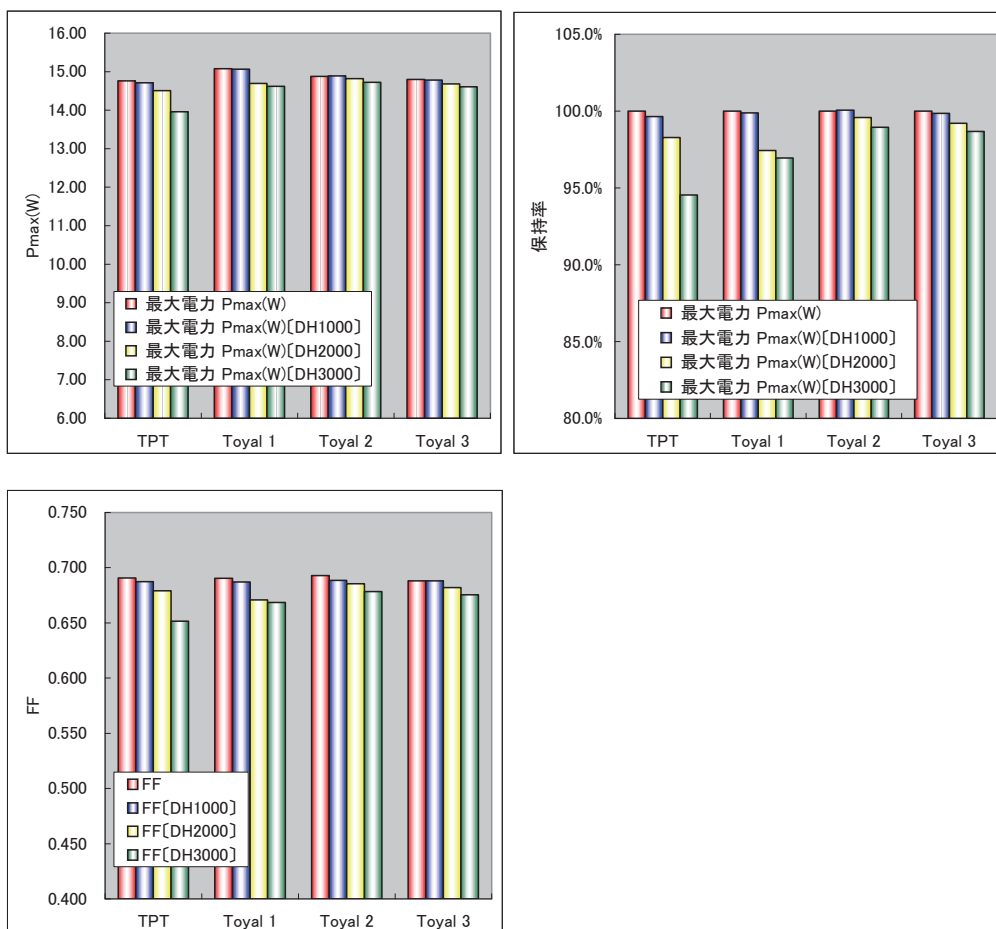 16.00
15.00
14.00
13.00
12.00
11.00
10.00
9.00
8.00
7.00
6.00
Pmax(W)
最大電力 Pmax(W)
最大電力 Pmax(W)〔DH1000〕
最大電力 Pmax(W)〔DH2000〕
最大電力 Pmax(W)〔DH3000〕
TPT Toyal 1 Toyal 2 Toyal 3
105.0%
100.0%
95.0%
90.0%
85.0%
80.0%
保持率
最大電力 Pmax(W)
最大電力 Pmax(W)〔DH1000〕
最大電力 Pmax(W)〔DH2000〕
最大電力 Pmax(W)〔DH3000〕
TPT Toyal 1 Toyal 2 Toyal 3
0.750
0.700
0.650
0.600
0.550
0.500
0.450
0.400
FF
FF
FF〔DH1000〕
FF〔DH2000〕
FF〔DH3000〕
TPT Toyal 1 Toyal 2 Toyal 3